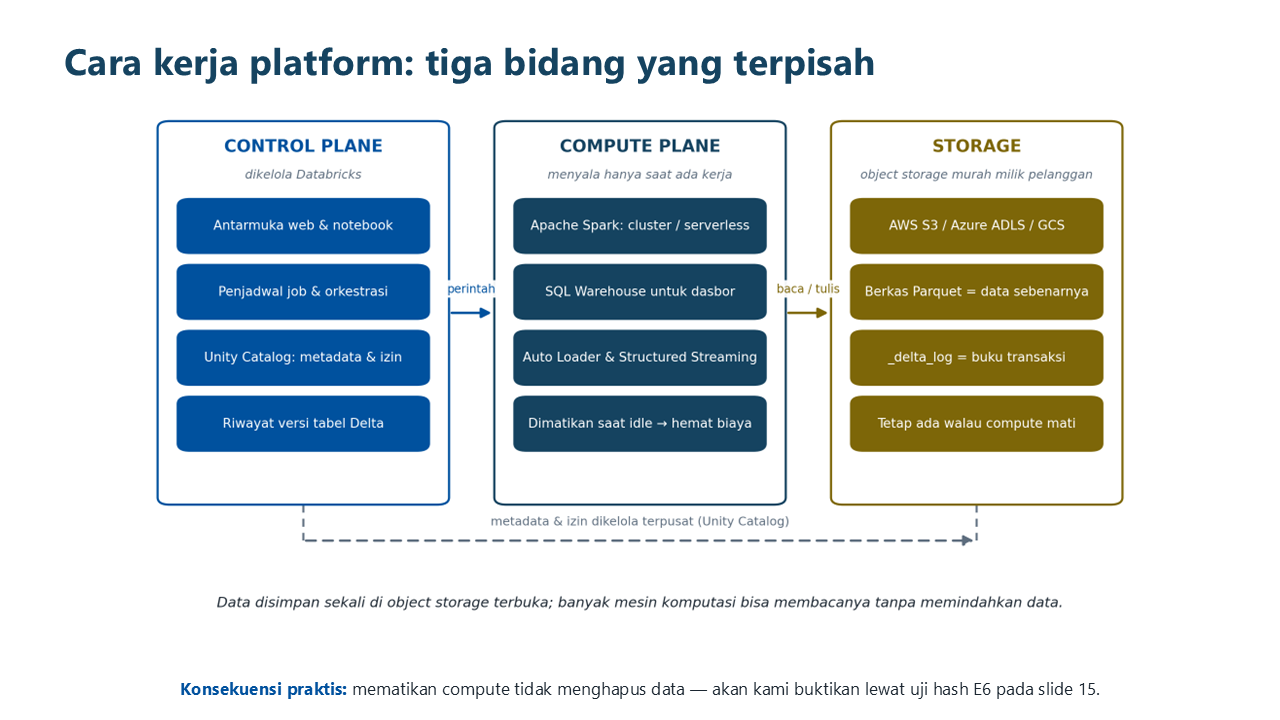 Cara kerja platform: tiga bidang yang terpisah
CONTROL PLANE
dikelola Databricks
Antarmuka web & notebook
Penjadwal job & orkestrasi
Unity Catalog: metadata & izin
Riwayat versi tabel Delta
perintah
COMPUTE PLANE
menyala hanya saat ada kerja
Apache Spark: cluster / serverless
SQL Warehouse untuk dasbor
Auto Loader & Structured Streaming
Dimatikan saat idle → hemat biaya
baca / tulis
STORAGE
object storage murah milik pelanggan
AWS S3 / Azure ADLS / GCS
Berkas Parquet = data sebenarnya
_delta_log = buku transaksi
Tetap ada walau compute mati
metadata & izin dikelola terpusat (Unity Catalog)
Data disimpan sekali di object storage terbuka; banyak mesin komputasi bisa membacanya tanpa memindahkan data.
Konsekuensi praktis: mematikan compute tidak menghapus data — akan kami buktikan lewat uji hash E6 pada slide 15.